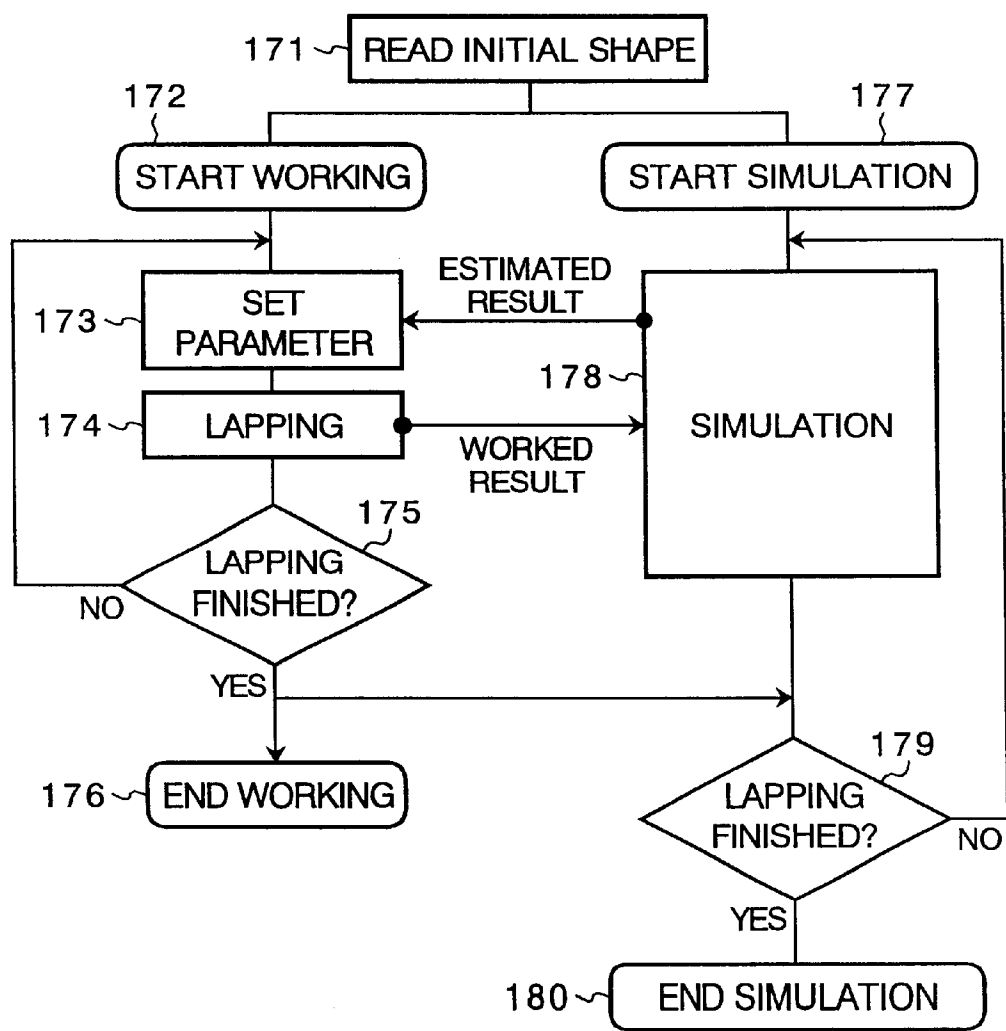 171 READ INITIAL SHAPE
172
177
START WORKING
START SIMULATION
ESTIMATED
RESULT
173
SET
PARAMETER
178
SIMULATION
174
LAPPING
WORKED
RESULT
175
LAPPING
FINISHED?
NO
YES
176
END WORKING
179
LAPPING
FINISHED?
NO
YES
180
END SIMULATION